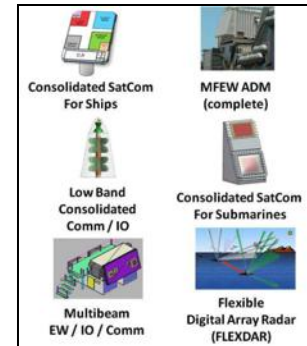 Consolidated SatCom
For Ships
MFEW ADM
(complete)
Low Band
Consolidated
Comm / IO
Consolidated SatCom
For Submarines
Multibeam
EW / IO / Comm
Flexible
Digital Array Radar
(FLEXDAR)